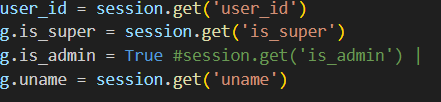 user_id = session.get('user_id')
g.is_super = session.get('is_super')
g.is_admin = True #session.get('is_admin') |
g.uname = session.get('uname')